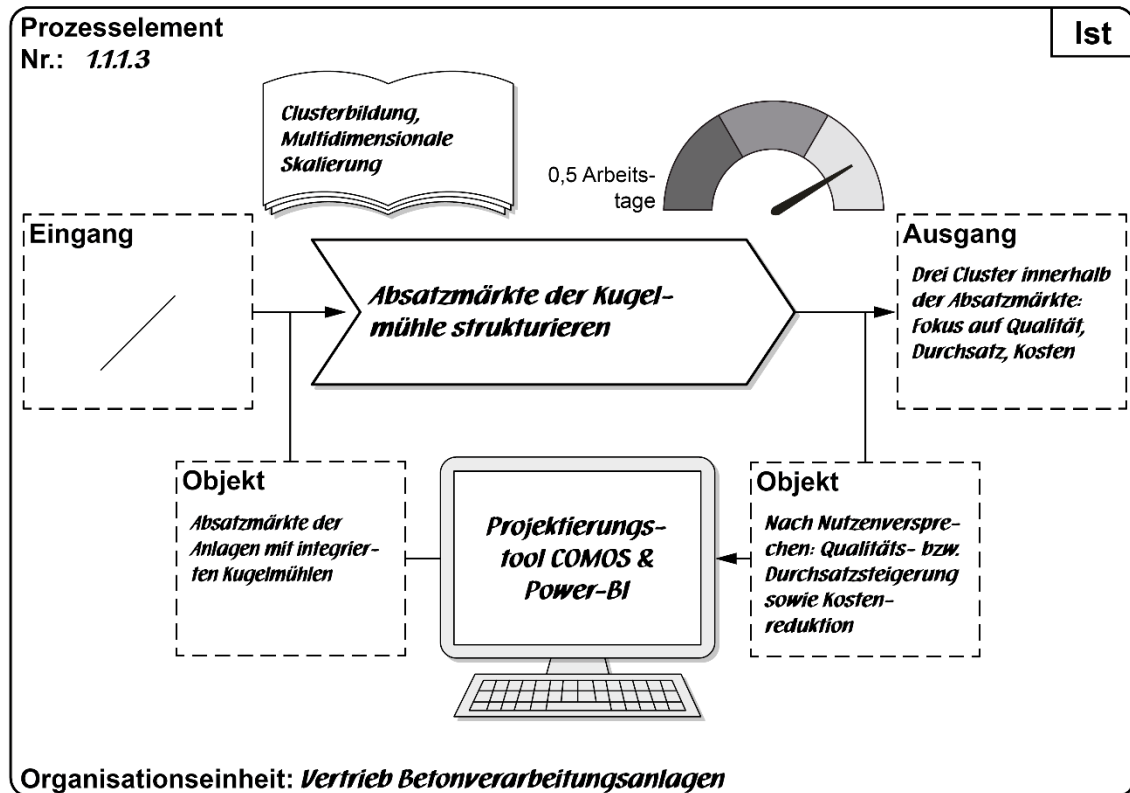 Prozesselement
Nr.: 1.1.1.3
Ist
Clusterbildung,
Multidimensionale
Skalierung
0,5 Arbeits-
tage
Eingang
Absatzmärkte der Kugel-
mühle strukturieren
Ausgang
Drei Cluster innerhalb
der Absatzmärkte:
Fokus auf Qualität,
Durchsatz, Kosten
Objekt
Absatzmärkte der
Anlagen mit integrier-
ten Kugelmühlen
Projektierungs-
tool COMOS &
Power-BI
Objekt
Nach Nutzenverspre-
chen: Qualitäts- bzw.
Durchsatzsteigerung
sowie Kosten-
reduktion
Organisationseinheit: Vertrieb Betonverarbeitungsanlagen